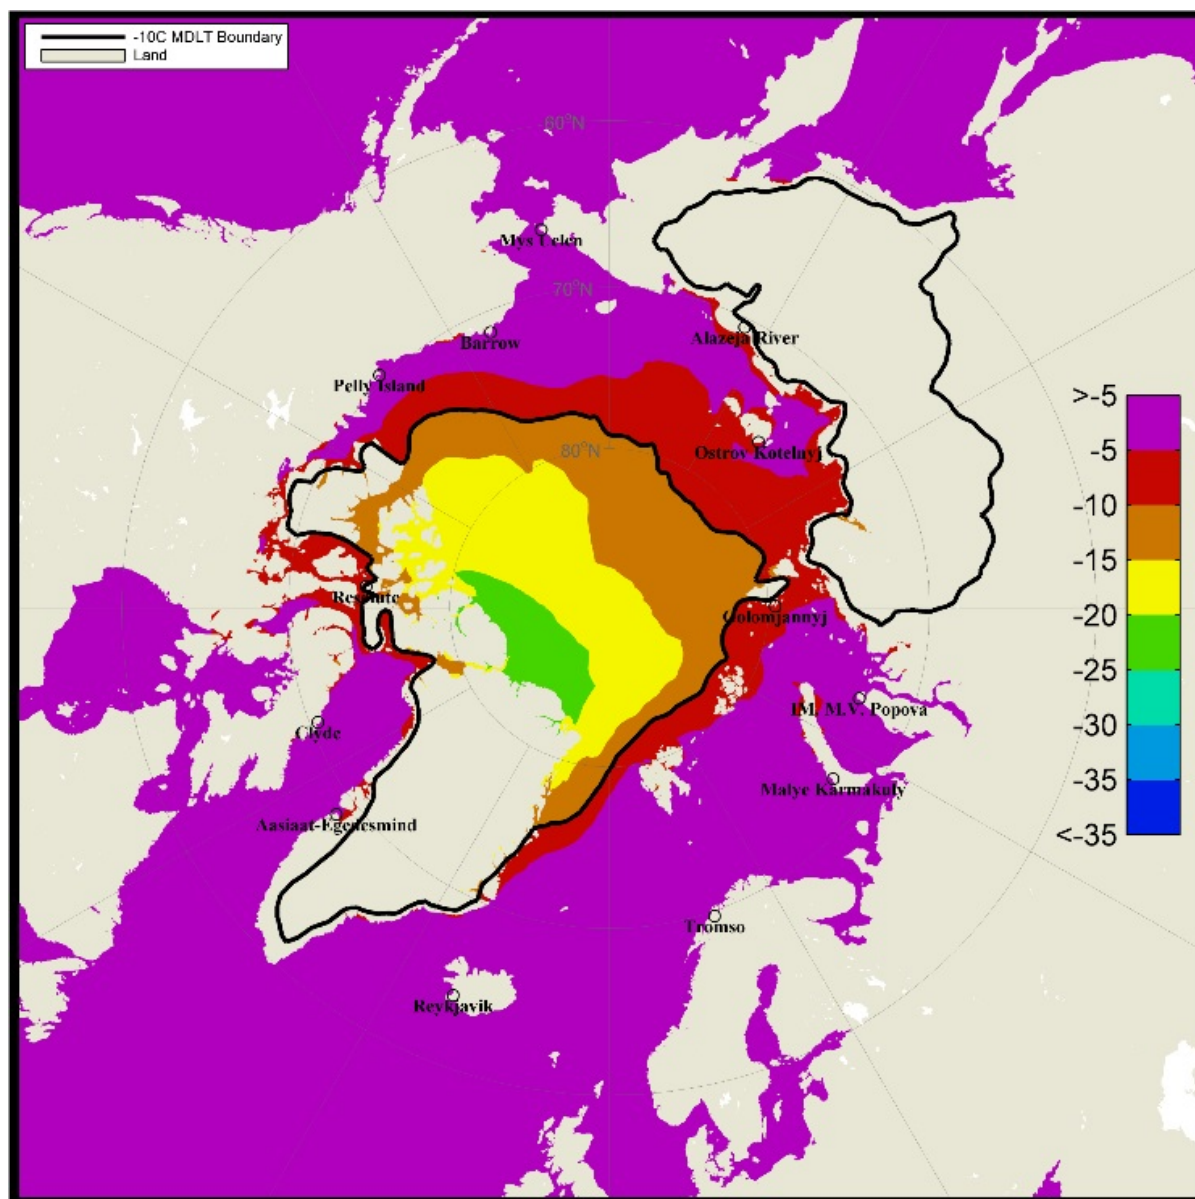 -10C MDLT Boundary
Land
60°N
Mys Uelen
70°N
Barrow
Alazeja River
Pelly Island
80°N
Ostrov Kotelnyj
Resolute
Golomjannyj
IM. M.V. Popova
Clyde
Malye Karmakuly
Aasiaat-Egedesmind
Tromso
Reykjavik
>-5
-5
-10
-15
-20
-25
-30
-35
<-35